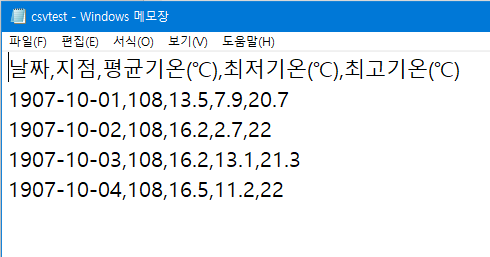 csvtest - Windows 메모장
파일(F) 편집(E) 서식(O) 보기(V) 도움말(H)
날짜,지점,평균기온(℃),최저기온(℃),최고기온(℃)
1907-10-01,108,13.5,7.9,20.7
1907-10-02,108,16.2,2.7,22
1907-10-03,108,16.2,13.1,21.3
1907-10-04,108,16.5,11.2,22